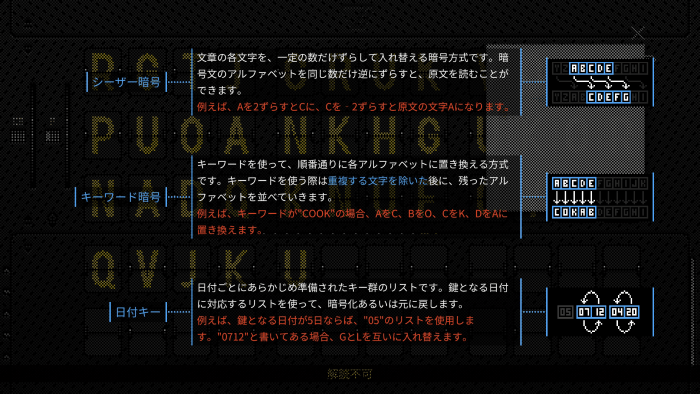 シーザー暗号
文章の各文字を、一定の数だけずらして入れ替える暗号方式です。暗
号文のアルファベットを同じ数だけ逆にずらすと、原文を読むことが
できます。
例えば、Aを2ずらすとCに、Cを‐2ずらすと原文の文字Aになります。
ABCDE
CDEFG
PUOANKHG
キーワード暗号
キーワードを使って、順番通りに各アルファベットに置き換える方式
です。キーワードを使う際は重複する文字を除いた後に、残ったアル
ファベットを並べていきます。
例えば、キーワードが"COOK"の場合、AをC、BをO、CをK、DをAに
置き換えます。
ABCDE
COKAB
QVJKU
日付キー
日付ごとにあらかじめ準備されたキー群のリストです。鍵となる日付
に対応するリストを使って、暗号化あるいは元に戻します。
例えば、鍵となる日付が5日ならば、"05"のリストを使用しま
す。"0712"と書いてある場合、GとLを互いに入れ替えます。
05 07 12 04 20
解読不可